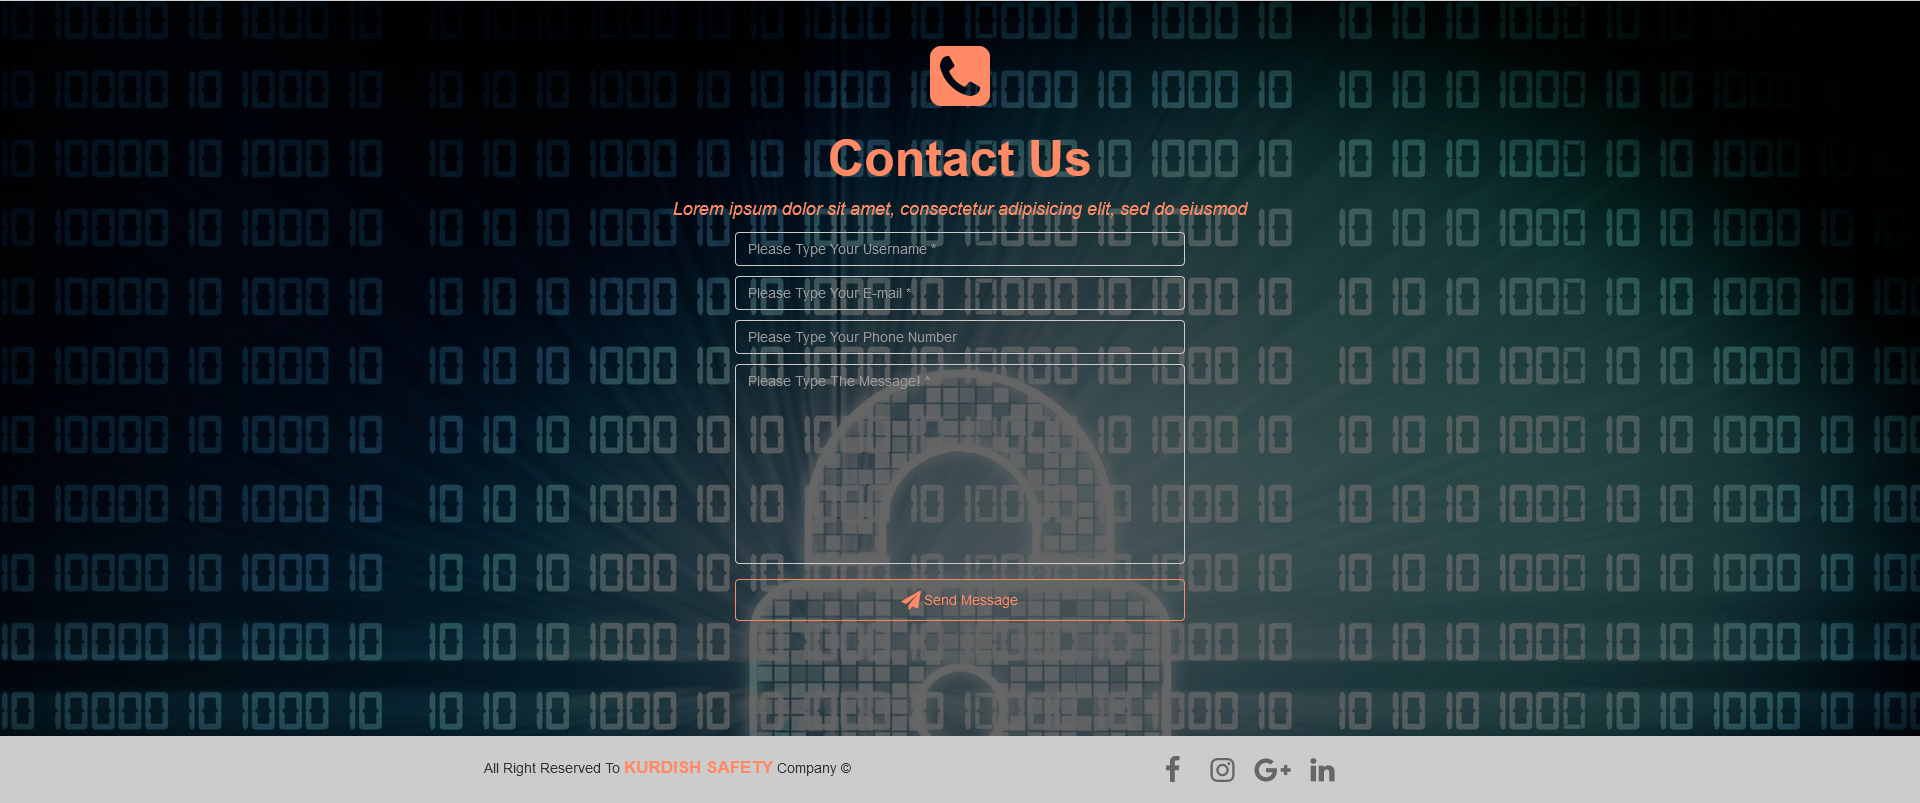 Contact Us
Lorem ipsum dolor sit amet, consectetur adipisicing elit, sed do eiusmod
Please Type Your Username *
Please Type Your E-mail *
Please Type Your Phone Number
Please Type The Message! *
Send Message
All Right Reserved To KURDISH SAFETY Company ©